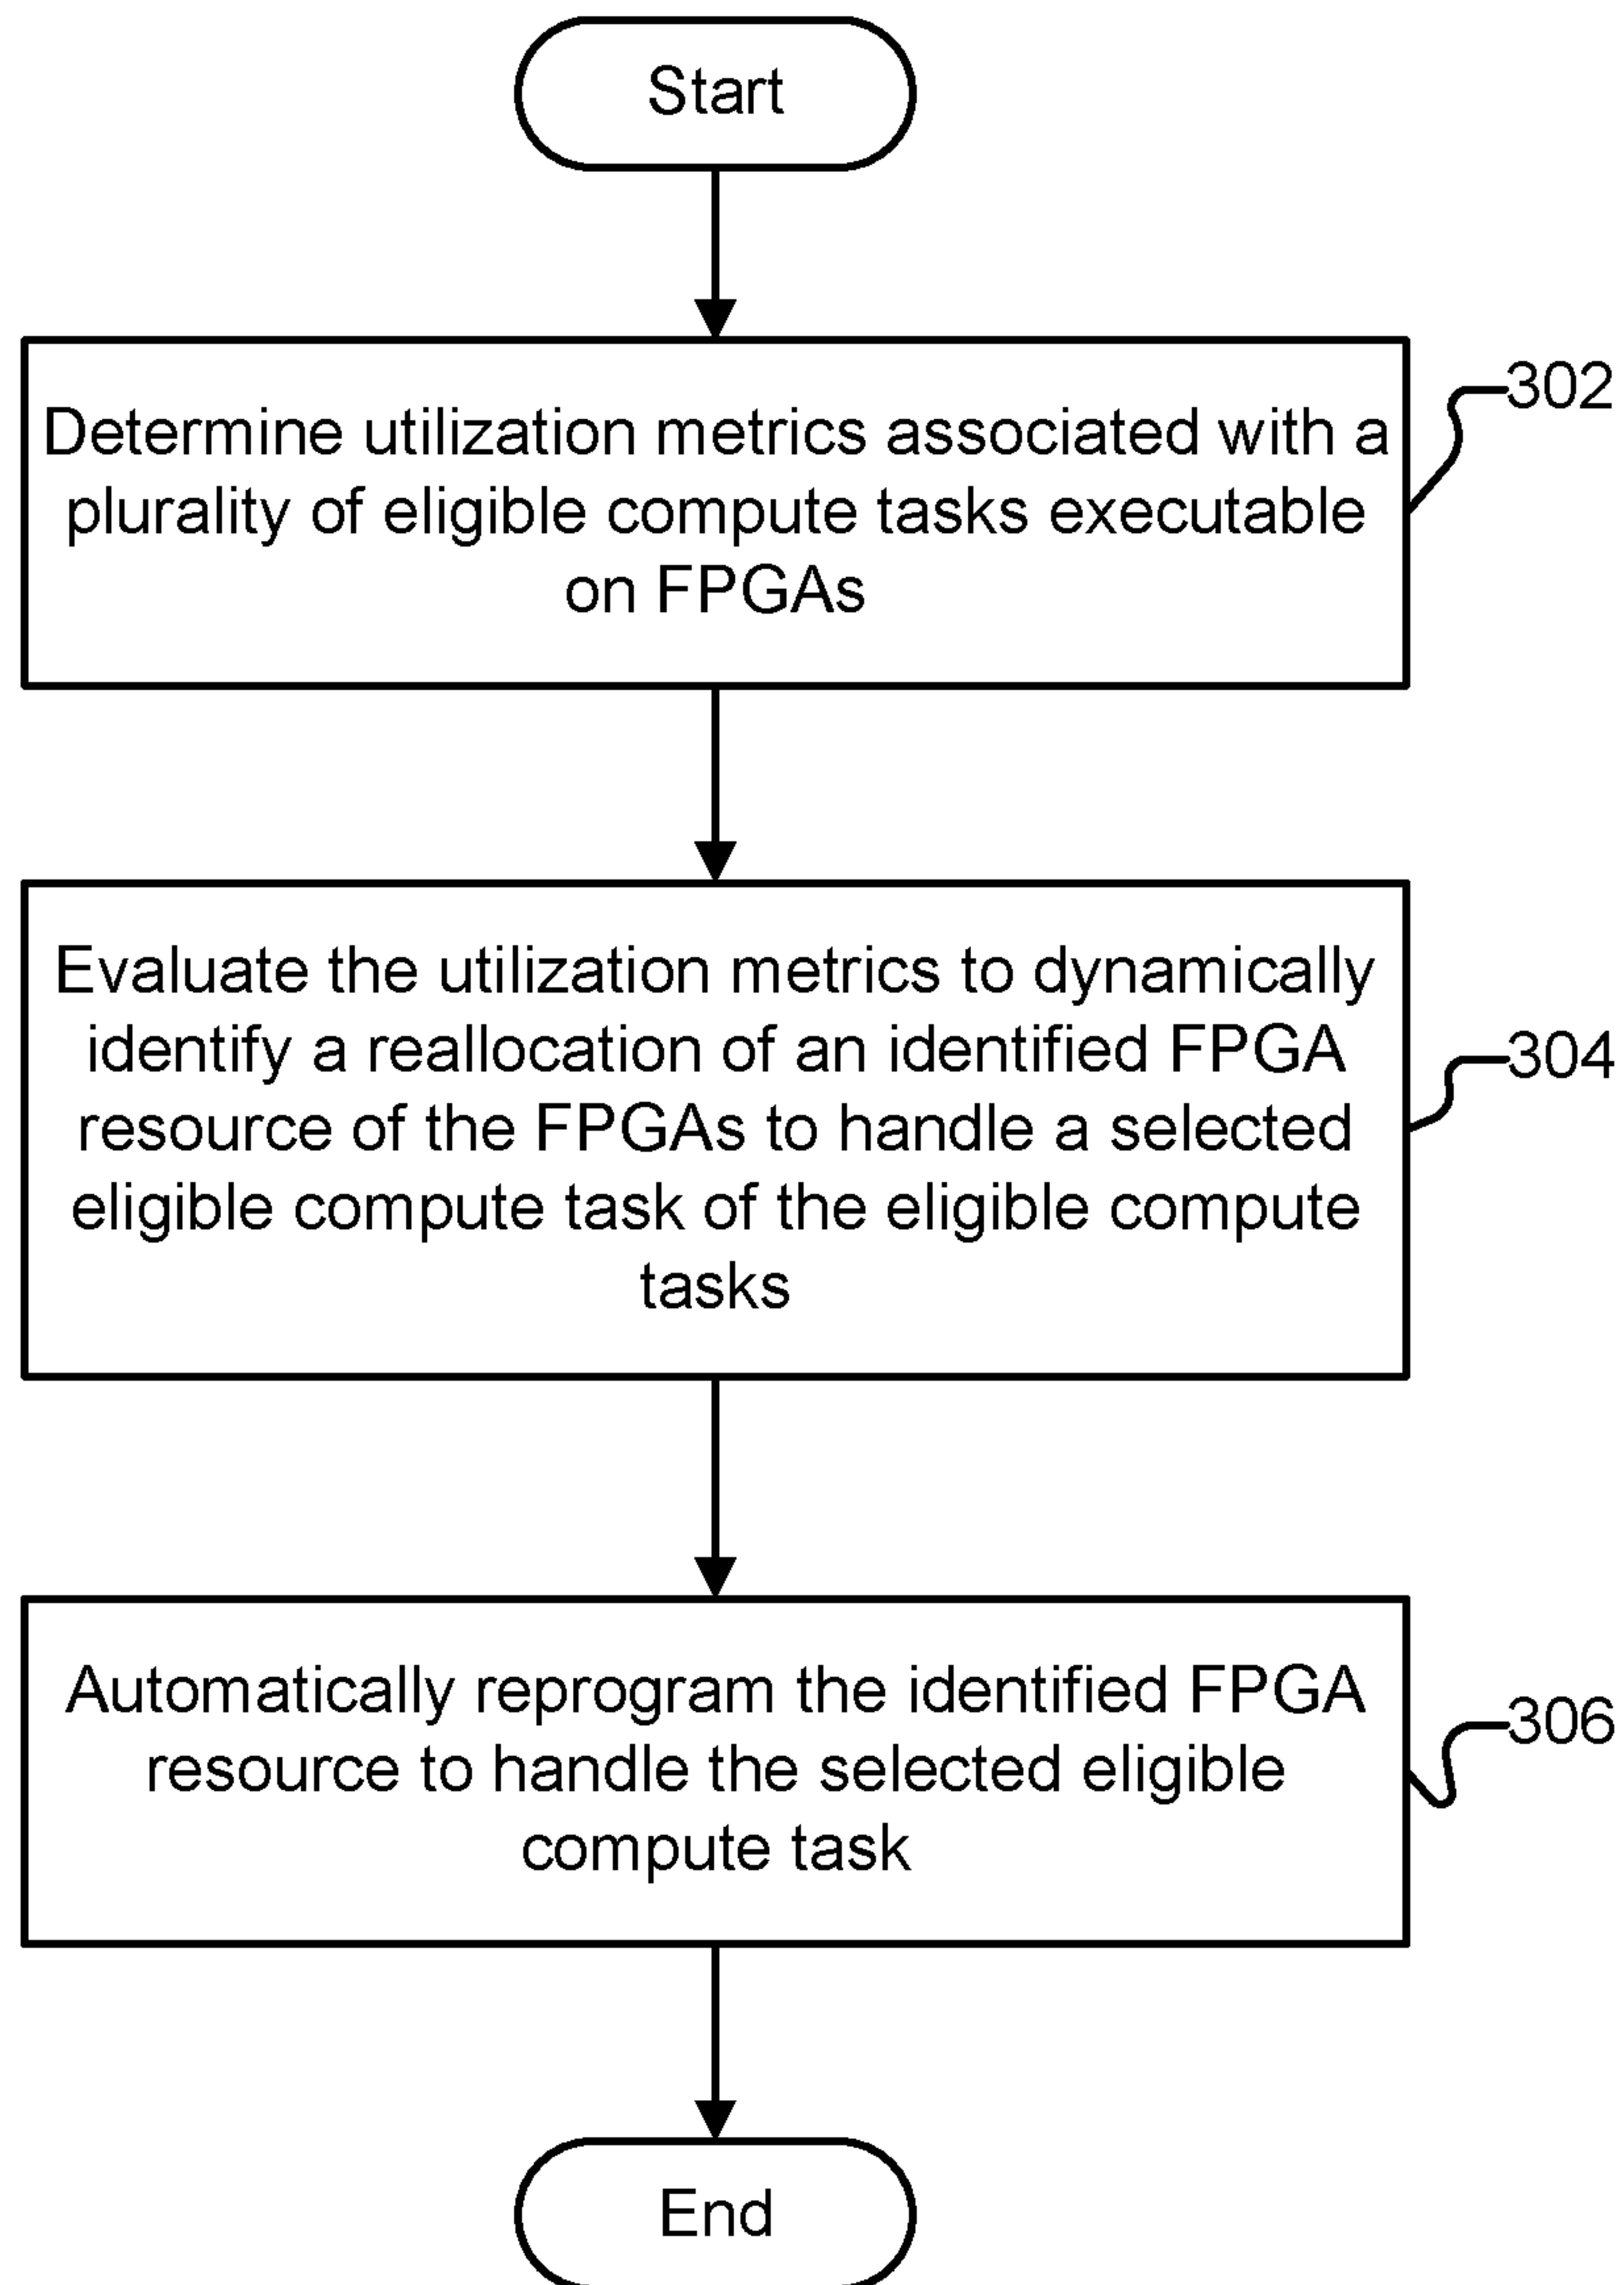 Start
Determine utilization metrics associated with a
plurality of eligible compute tasks executable
on FPGAs
302
Evaluate the utilization metrics to dynamically
identify a reallocation of an identified FPGA
resource of the FPGAs to handle a selected
eligible compute task of the eligible compute
tasks
304
Automatically reprogram the identified FPGA
resource to handle the selected eligible
compute task
306
End